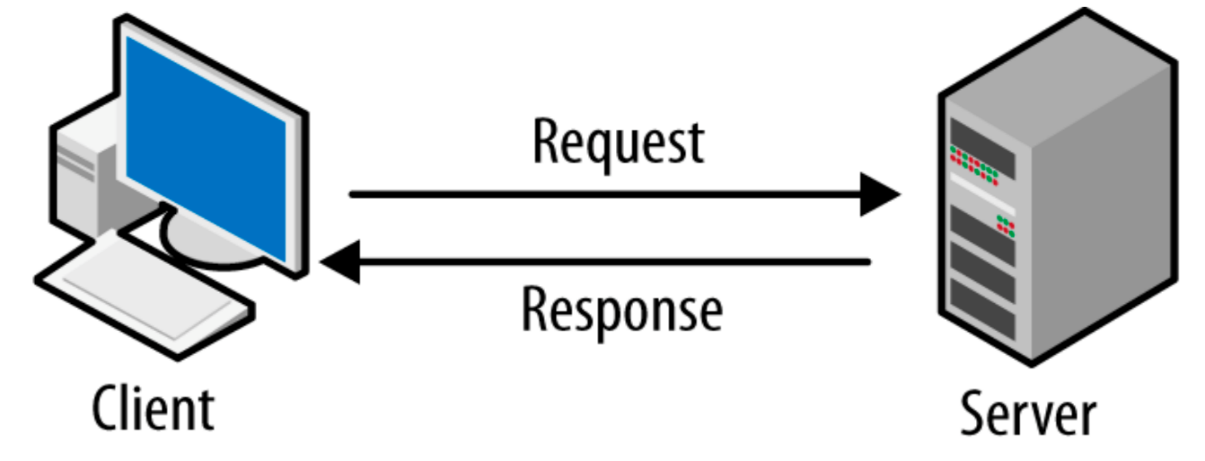 Request
Response
Client
Server